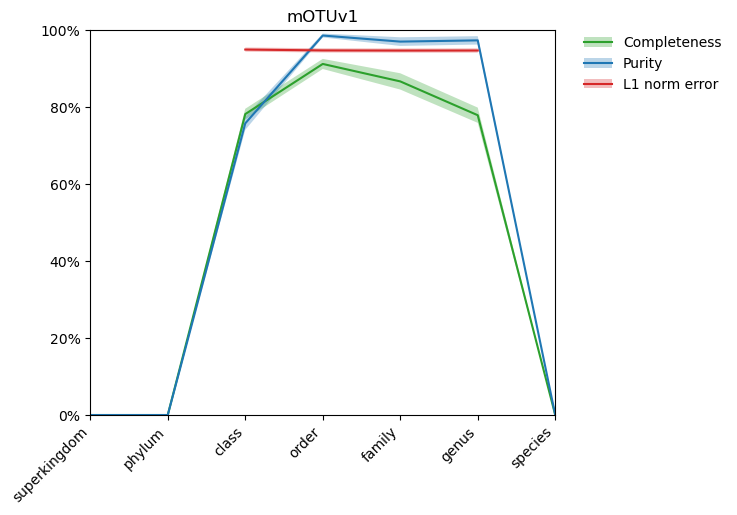 mOTUv1
100%
80%
60%
40%
20%
0%
superkingdom
phylum
class
order
family
genus
species
Completeness
Purity
L1 norm error